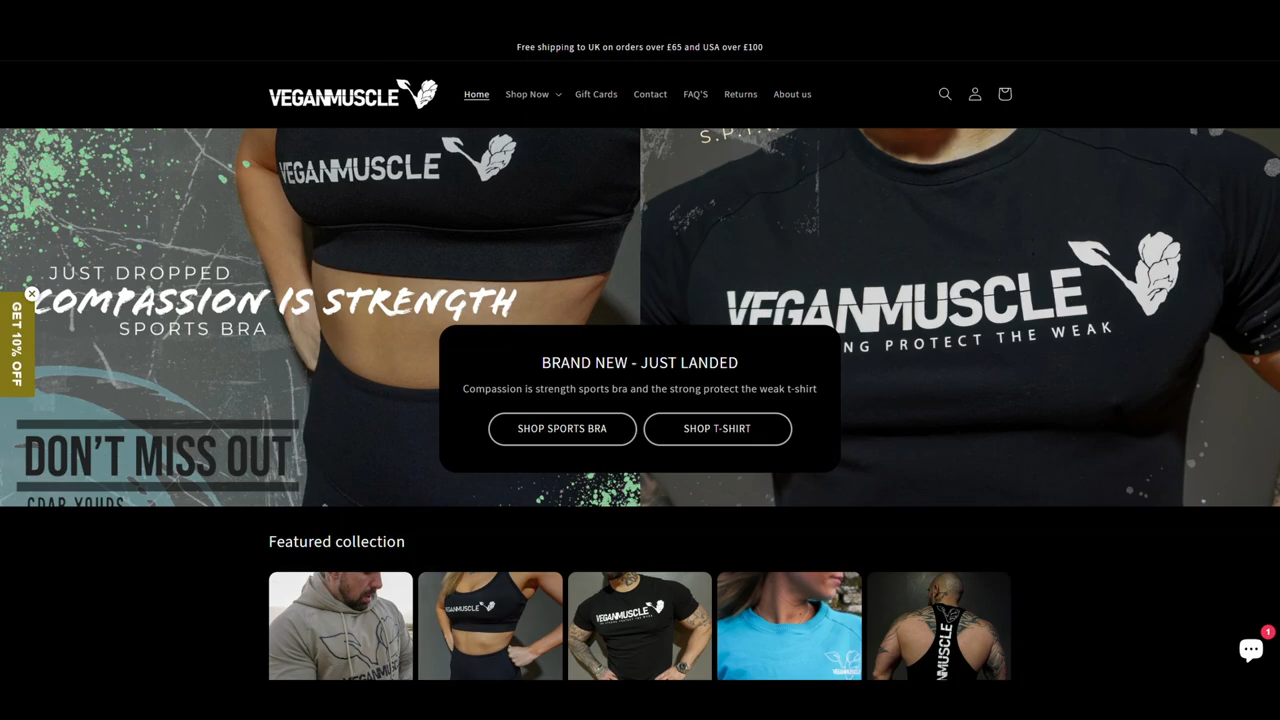 Free shipping to UK on orders over £65 and USA over £100
VEGANMUSCLE
Home Shop Now Gift Cards Contact FAQ'S Returns About us
VEGANMUSCLE
JUST DROPPED
COMPASSION IS STRENGTH
SPORTS BRA
DON'T MISS OUT
GRAB YOURS
S.P.T.
VEGANMUSCLE
NG PROTECT THE WEAK
GET 10% OFF
BRAND NEW - JUST LANDED
Compassion is strength sports bra and the strong protect the weak t-shirt
SHOP SPORTS BRA SHOP T-SHIRT
Featured collection
VEGANMUSCLE
VEGANMUSCLE
VEGANMUSCLE
1